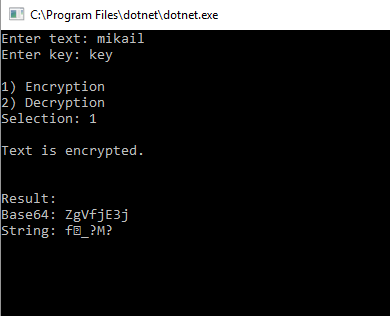 C:\Program Files\dotnet\dotnet.exe
Enter text: mikail
Enter key: key
1) Encryption
2) Decryption
Selection: 1
Text is encrypted.
Result:
Base64: ZgVfjE3j
String: f�_?M?